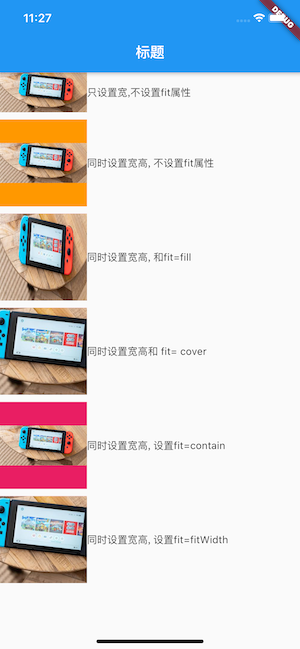 11:27
DEBUG
标题
只设置宽,不设置fit属性
同时设置宽高, 不设置fit属性
同时设置宽高, 和fit=fill
同时设置宽高和 fit= cover
同时设置宽高, 设置fit=contain
同时设置宽高, 设置fit=fitWidth